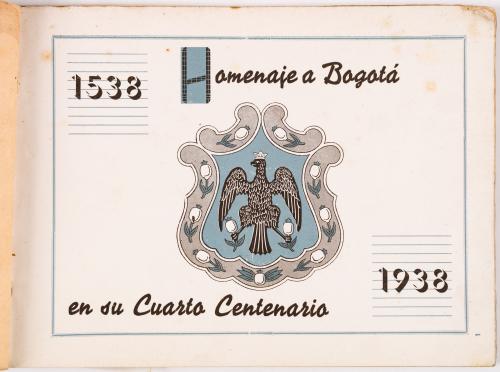 1538
Homenaje a Bogotá
1938
en su Cuarto Centenario